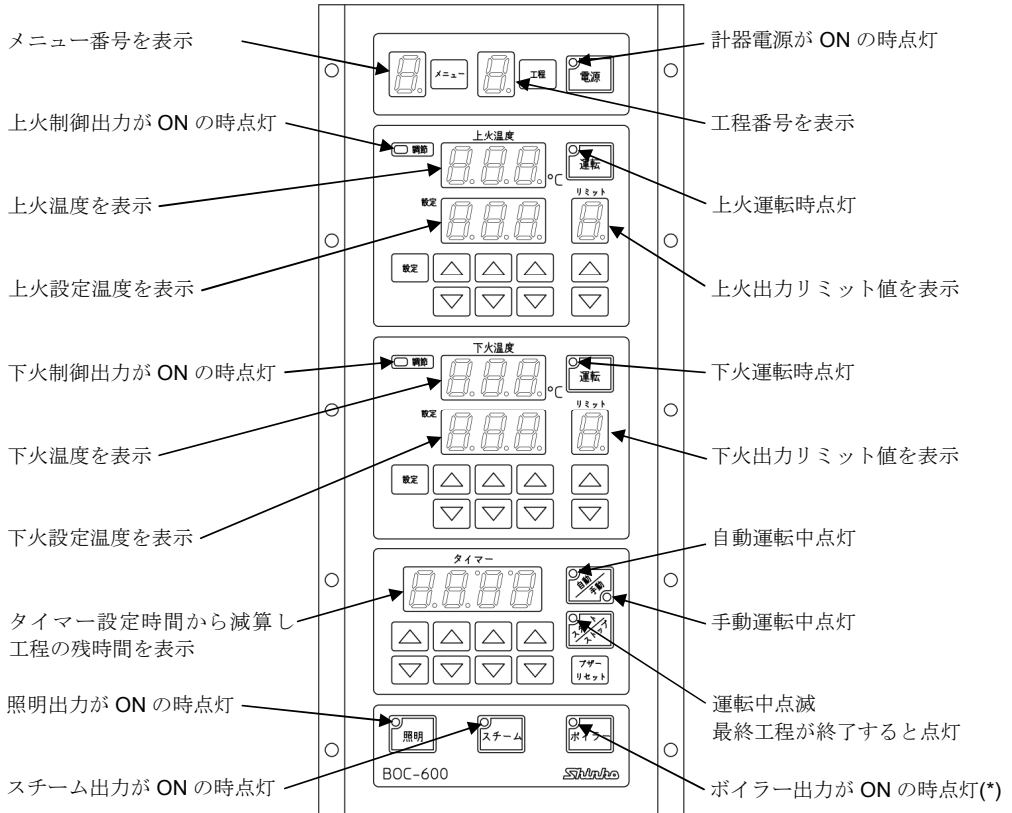 メニュー番号を表示
計器電源が ON の時点灯
メニュー
工程
電源
上火制御出力が ON の時点灯
工程番号を表示
上火温度
調節
運転
℃
リミット
上火温度を表示
上火運転時点灯
設定
上火設定温度を表示
設定
上火出力リミット値を表示
下火温度
下火制御出力が ON の時点灯
調節
運転
下火運転時点灯
℃
リミット
設定
下火温度を表示
下火出力リミット値を表示
設定
下火設定温度を表示
自動運転中点灯
タイマー
自動
手動
タイマー設定時間から減算し
工程の残時間を表示
手動運転中点灯
スタート
ストップ
ブザー
リセット
照明出力が ON の時点灯
運転中点滅
最終工程が終了すると点灯
照明
スチーム
ボイラー
BOC-600
Shinko
スチーム出力が ON の時点灯
ボイラー出力が ON の時点灯(*)